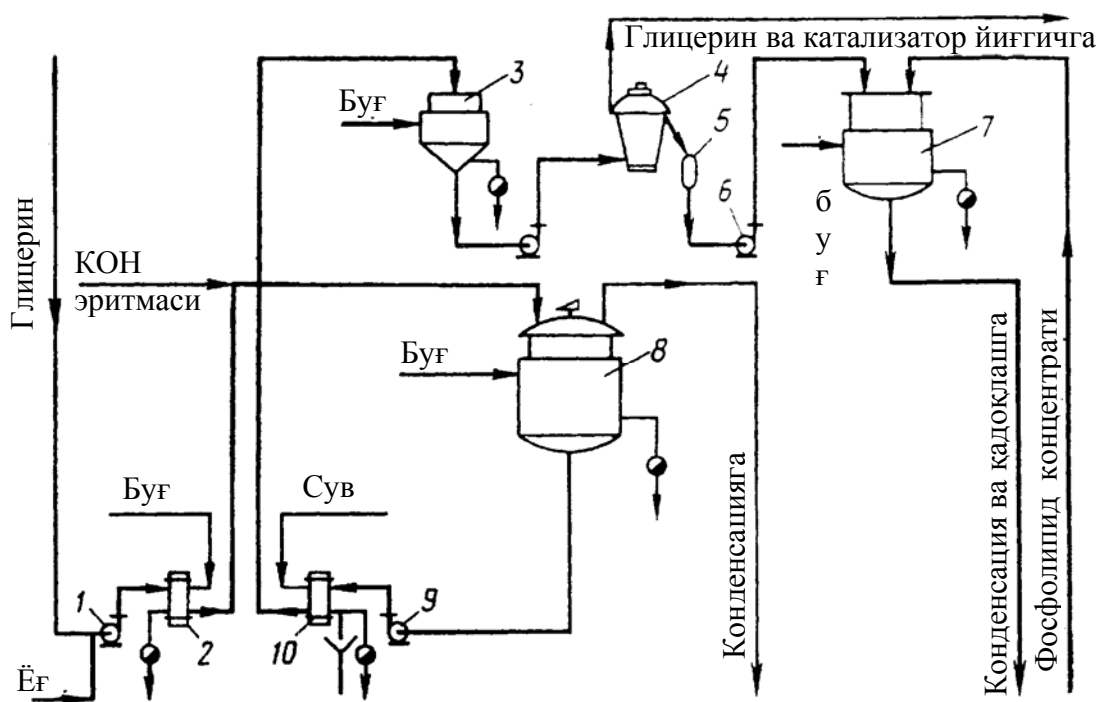 Глицерин ва катализатор йиғгичга
3
4
Буғ
5
7
6
б
у
ғ
Глицерин
КОН
эритмаси
Буғ
8
Конденсация ва қадоқлашга
Фосфолипид концентрати
Конденсацияга
Буғ
Сув
1
2
10
9
Ёғ